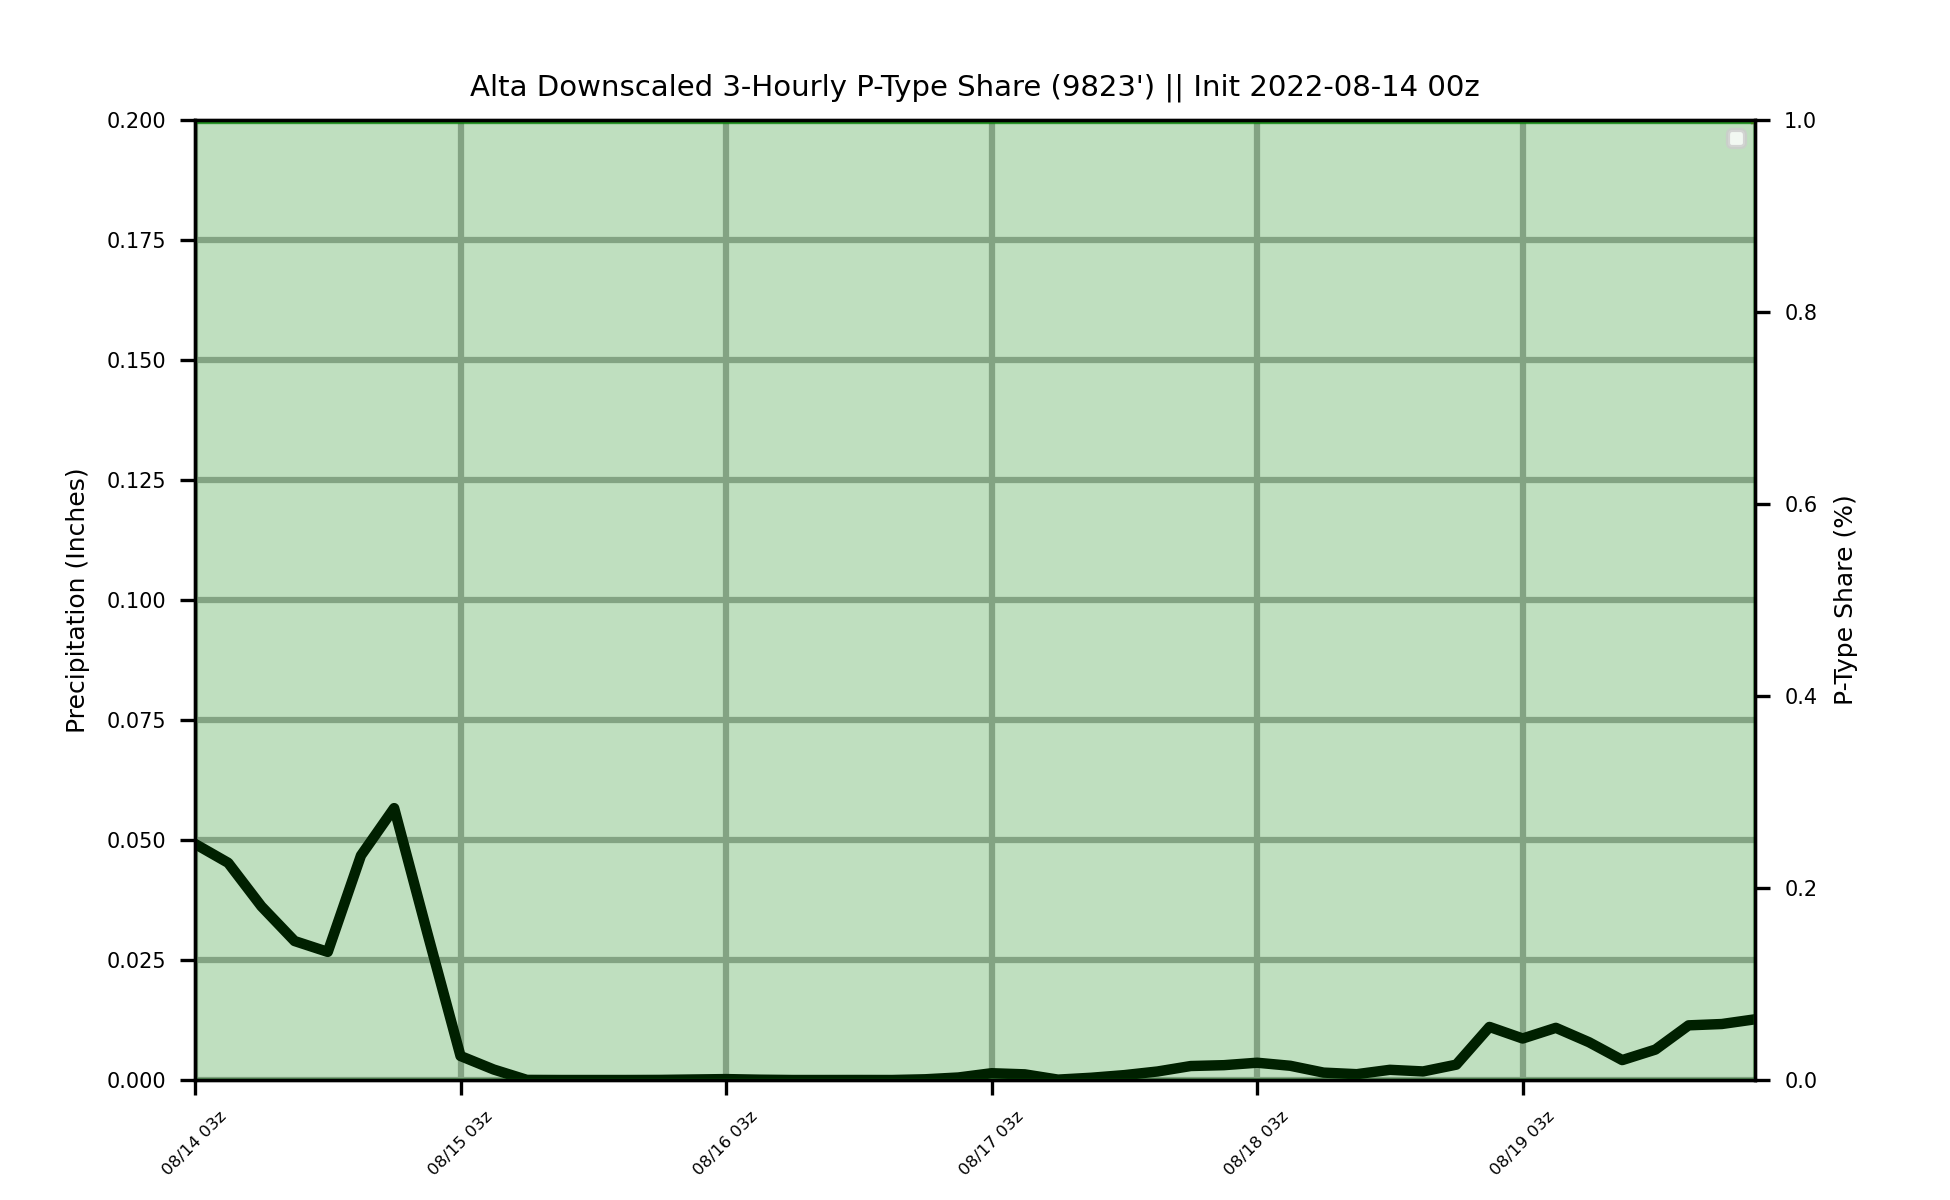 Alta Downscaled 3-Hourly P-Type Share (9823') || Init 2022-08-14 00z
0.200
0.175
0.150
0.125
0.100
0.075
0.050
0.025
0.000
Precipitation (Inches)
1.0
0.8
0.6
0.4
0.2
0.0
P-Type Share (%)
08/14 03z
08/15 03z
08/16 03z
08/17 03z
08/18 03z
08/19 03z